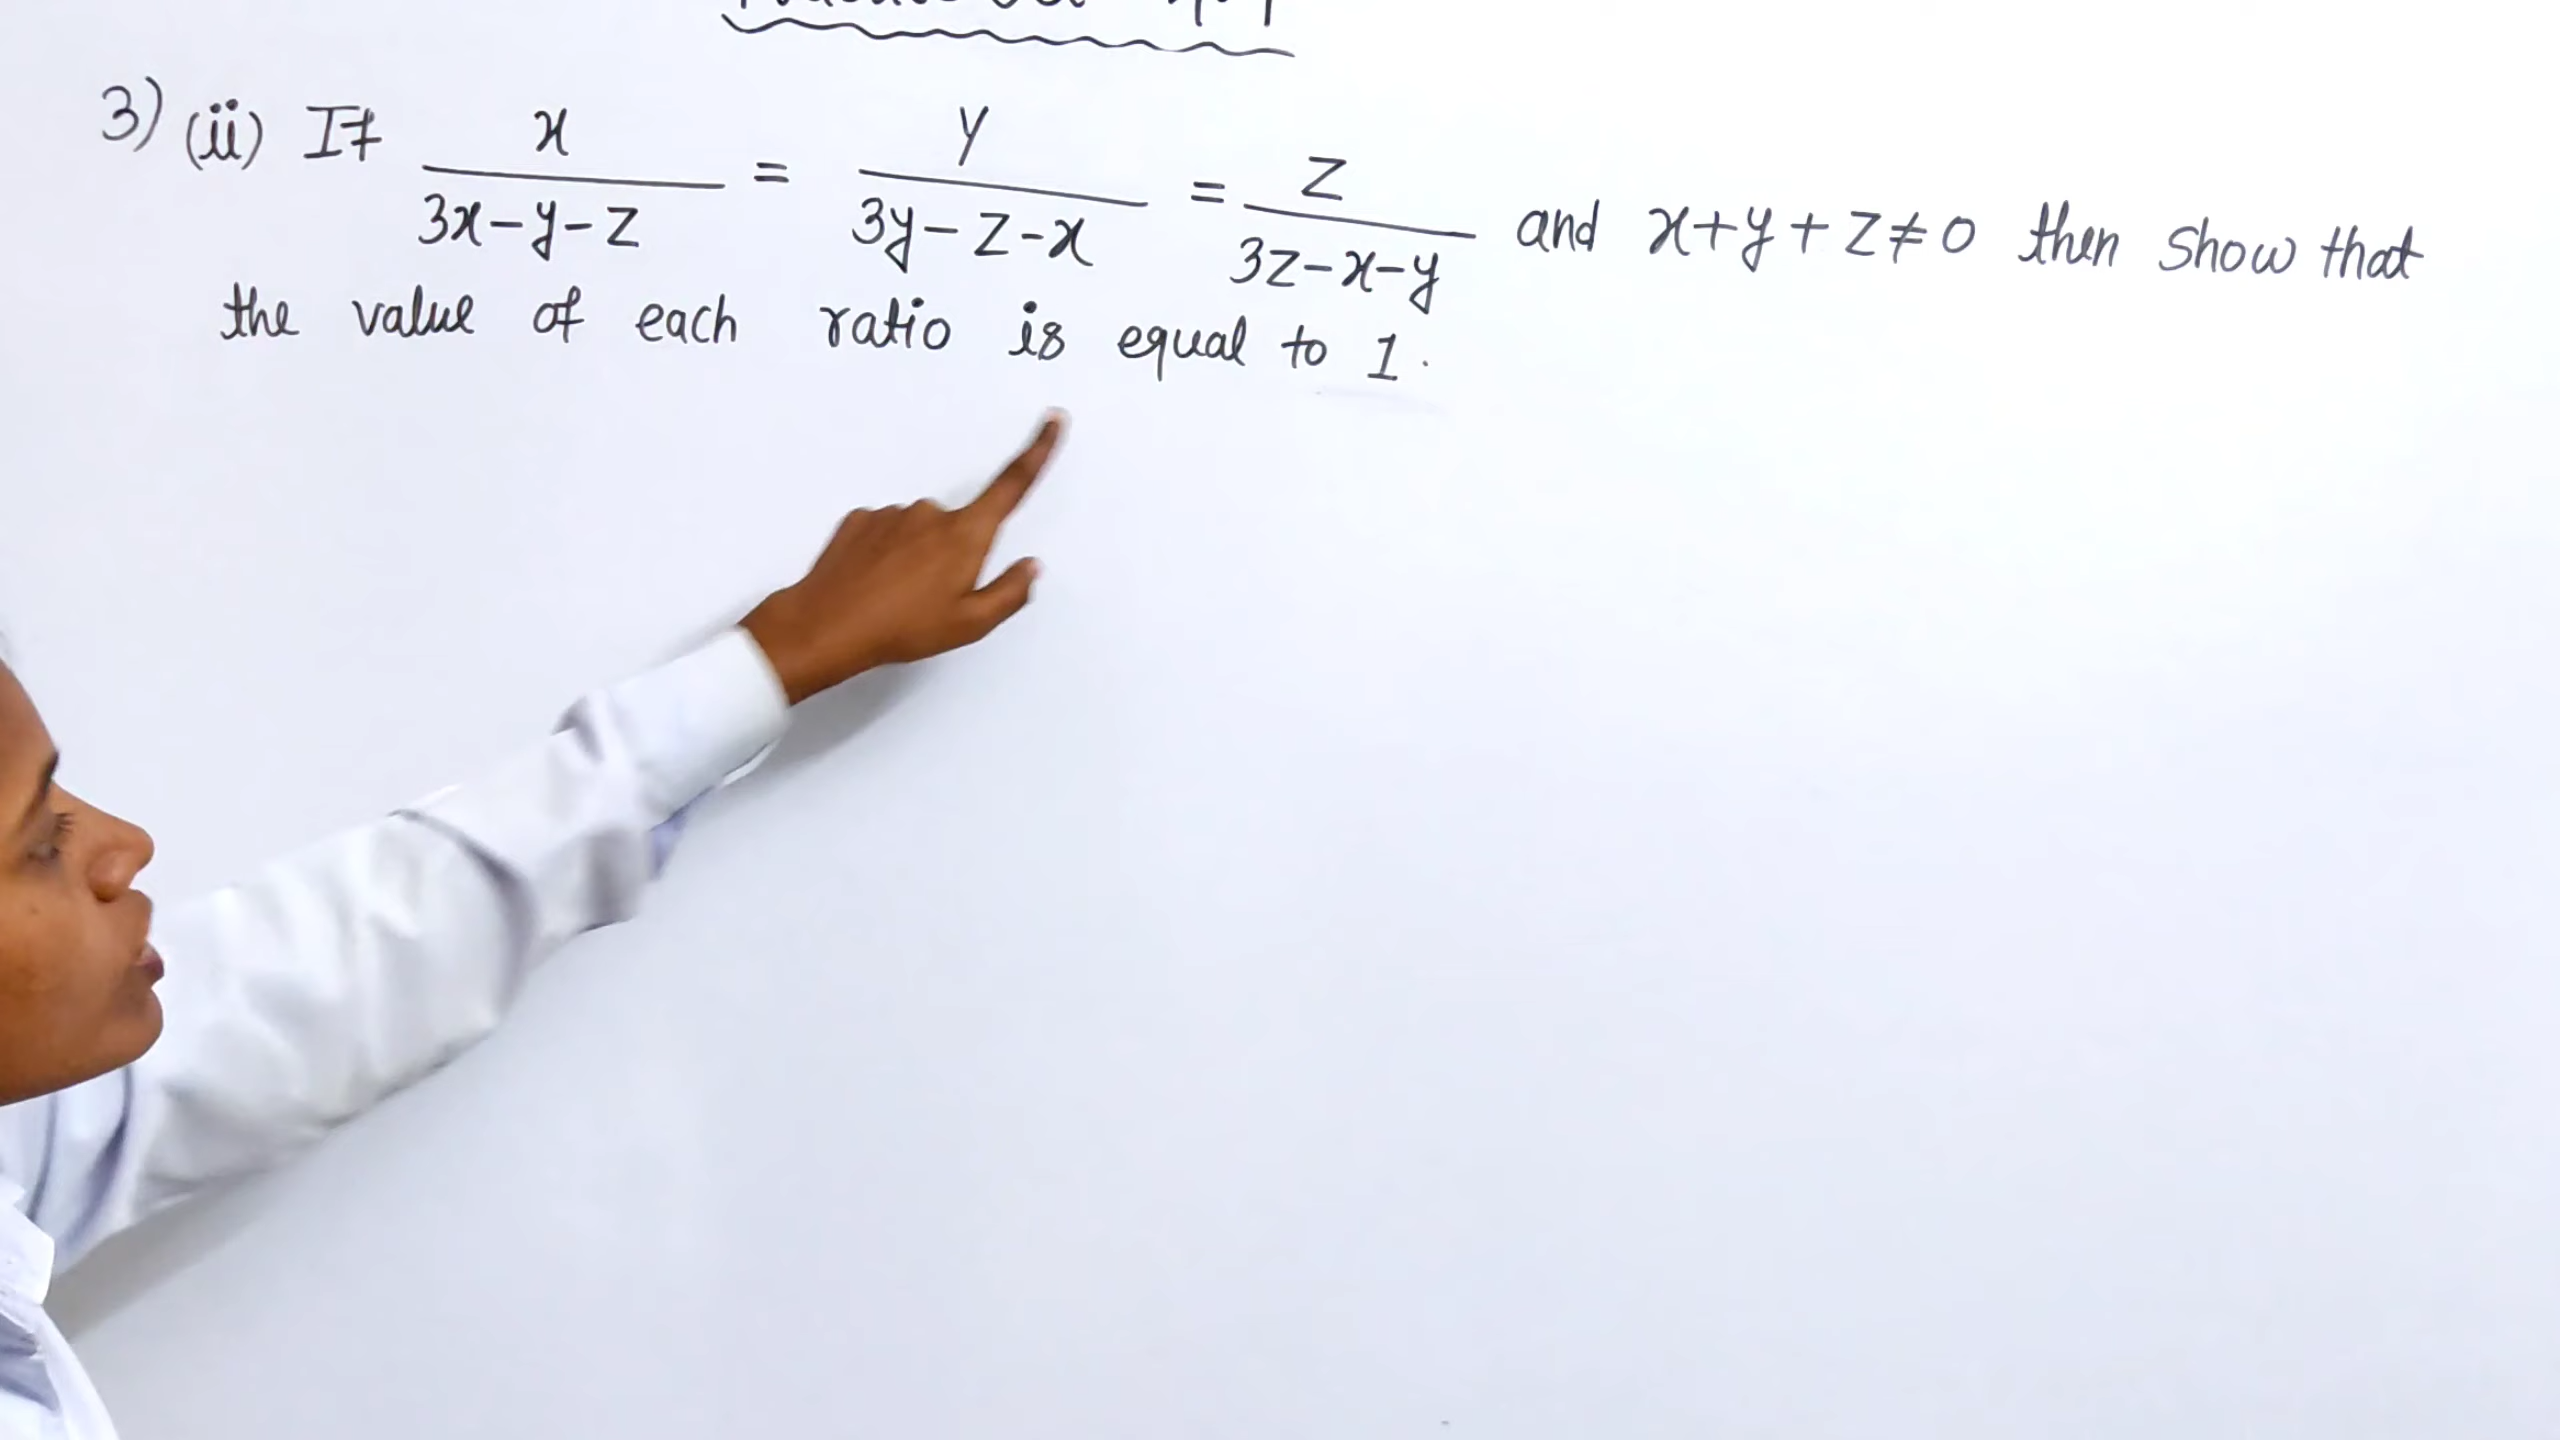 3) (ii) If x/(3x-y-z) = y/(3y-z-x) = z/(3z-x-y) and x+y+z≠0 then show that
the value of each ratio is equal to 1.